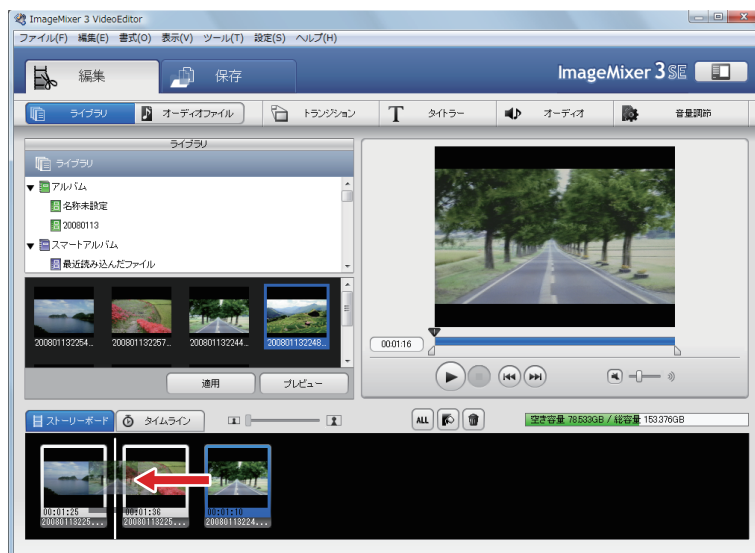 ImageMixer 3 VideoEditor
ファイル(F) 編集(E) 書式(O) 表示(V) ツール(T) 設定(S) ヘルプ(H)
編集 保存 ImageMixer 3 SE
ライブラリ オーディオファイル トランジション T タイトラー オーディオ 音量調節
ライブラリ
ライブラリ
アルバム
名称未設定
20080113
スマートアルバム
最近読み込んだファイル
200801132254... 200801132257... 200801132244... 200801132248...
適用 プレビュー
00:01:16
ストーリーボード タイムライン ALL 空き容量 78.533GB / 総容量 153.376GB
00:01:25 00:01:36 00:01:10
20080113225... 20080113225... 20080113224...